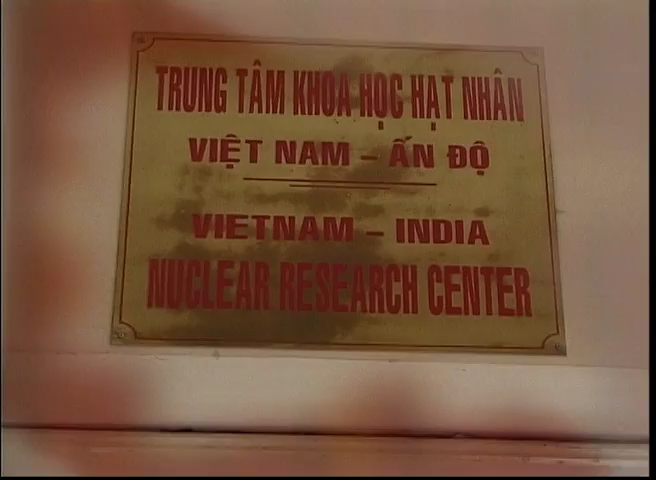 TRUNG TÂM KHOA HỌC HẠT NHÂN
VIỆT NAM – ẤN ĐỘ
VIETNAM – INDIA
NUCLEAR RESEARCH CENTER